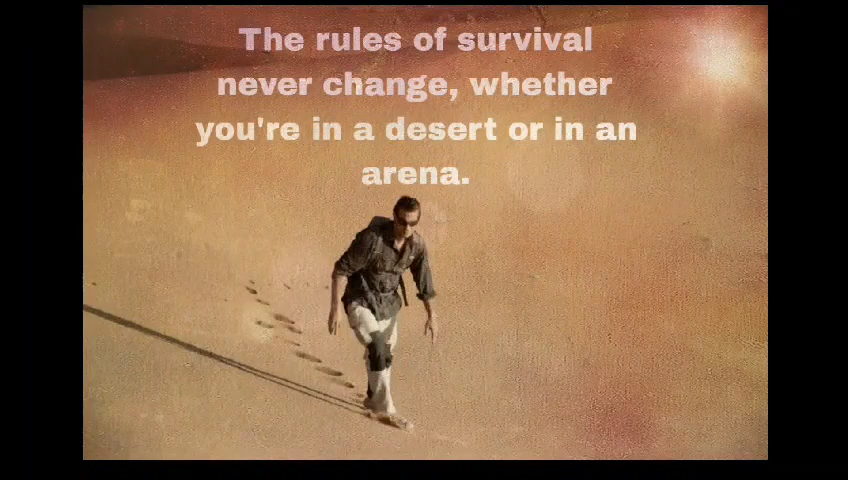 The rules of survival
never change, whether
you're in a desert or in an
arena.